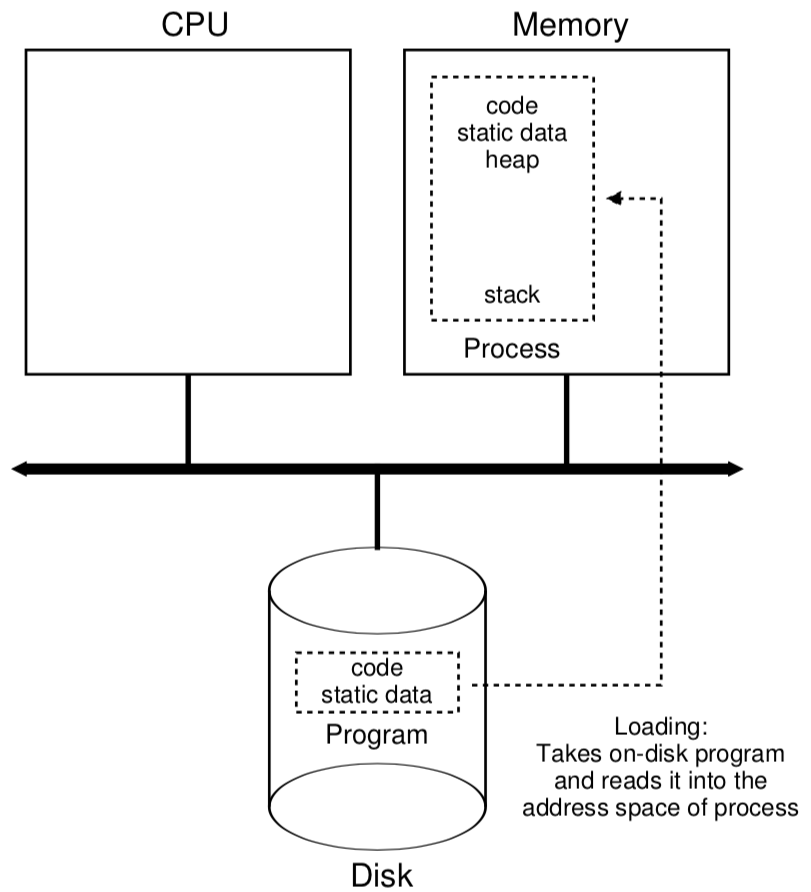 CPU
Memory
code
static data
heap
stack
Process
code
static data
Program
Loading:
Takes on-disk program
and reads it into the
address space of process
Disk